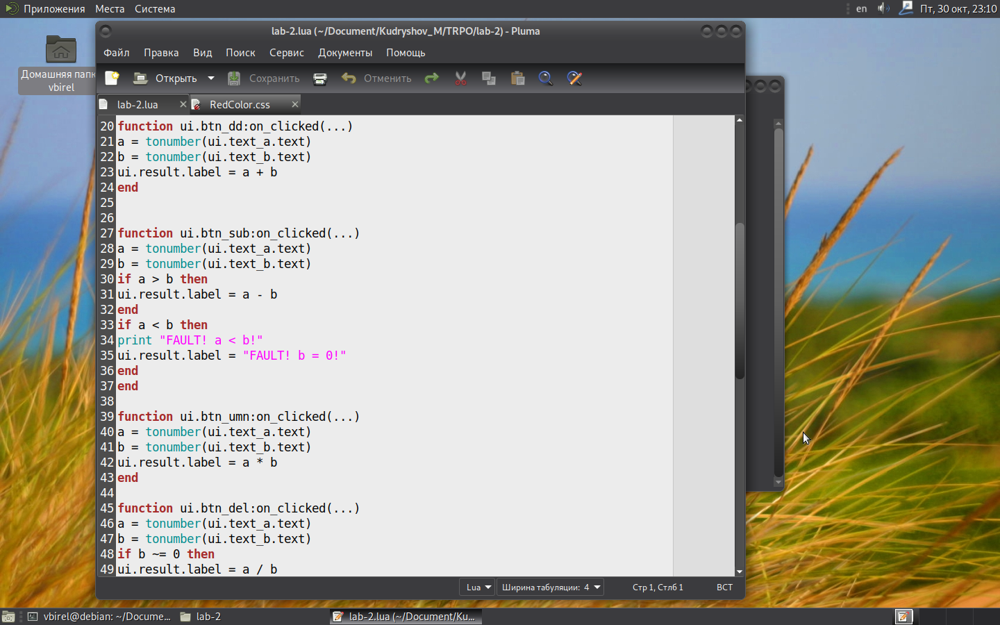 Приложения Места Система
en Пт, 30 окт, 23:10
Домашняя папк
vbirel
lab-2.lua (~/Document/Kudryshov_M/TRPO/lab-2) - Pluma
Файл Правка Вид Поиск Сервис Документы Помощь
Открыть Сохранить Отменить
lab-2.lua RedColor.css
20 function ui.btn_dd:on_clicked(...)
21 a = tonumber(ui.text_a.text)
22 b = tonumber(ui.text_b.text)
23 ui.result.label = a + b
24 end
25
26
27 function ui.btn_sub:on_clicked(...)
28 a = tonumber(ui.text_a.text)
29 b = tonumber(ui.text_b.text)
30 if a > b then
31 ui.result.label = a - b
32 end
33 if a < b then
34 print "FAULT! a < b!"
35 ui.result.label = "FAULT! b = 0!"
36 end
37 end
38
39 function ui.btn_umn:on_clicked(...)
40 a = tonumber(ui.text_a.text)
41 b = tonumber(ui.text_b.text)
42 ui.result.label = a * b
43 end
44
45 function ui.btn_del:on_clicked(...)
46 a = tonumber(ui.text_a.text)
47 b = tonumber(ui.text_b.text)
48 if b ~= 0 then
49 ui.result.label = a / b
Lua Ширина табуляции: 4 Стр 1, Стлб 1 ВСТ
vbirel@debian: ~/Docume... lab-2 lab-2.lua (~/Document/Ku...